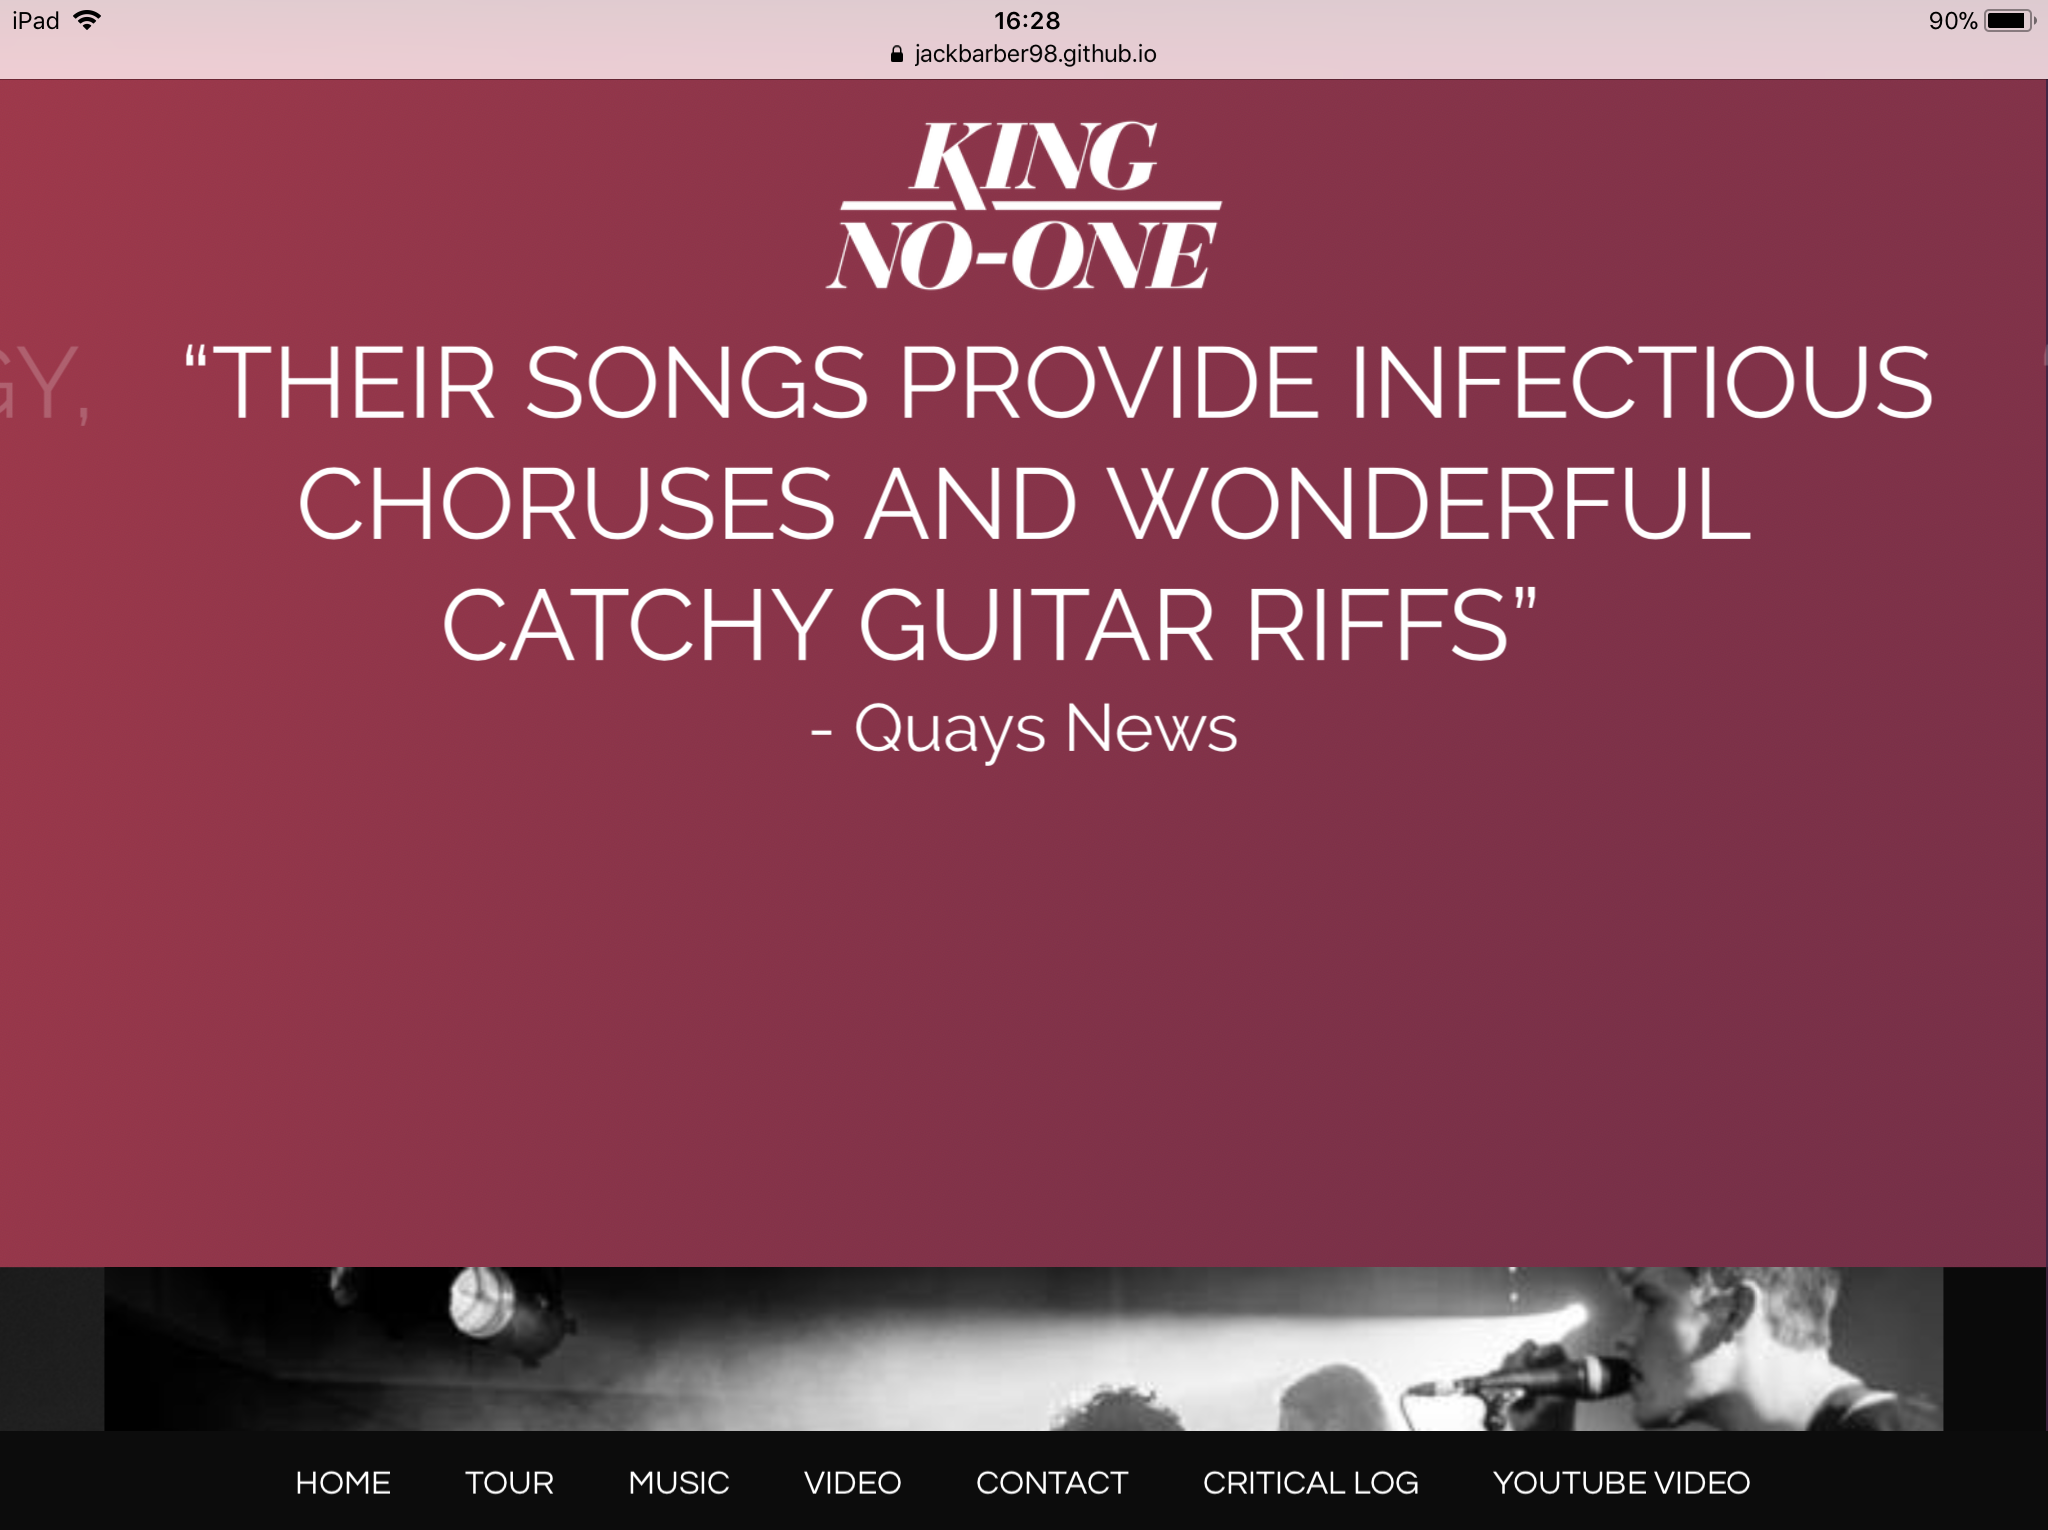 iPad 16:28 90%
jackbarber98.github.io
KING
NO-ONE
GY, “THEIR SONGS PROVIDE INFECTIOUS
CHORUSES AND WONDERFUL
CATCHY GUITAR RIFFS”
- Quays News
HOME TOUR MUSIC VIDEO CONTACT CRITICAL LOG YOUTUBE VIDEO